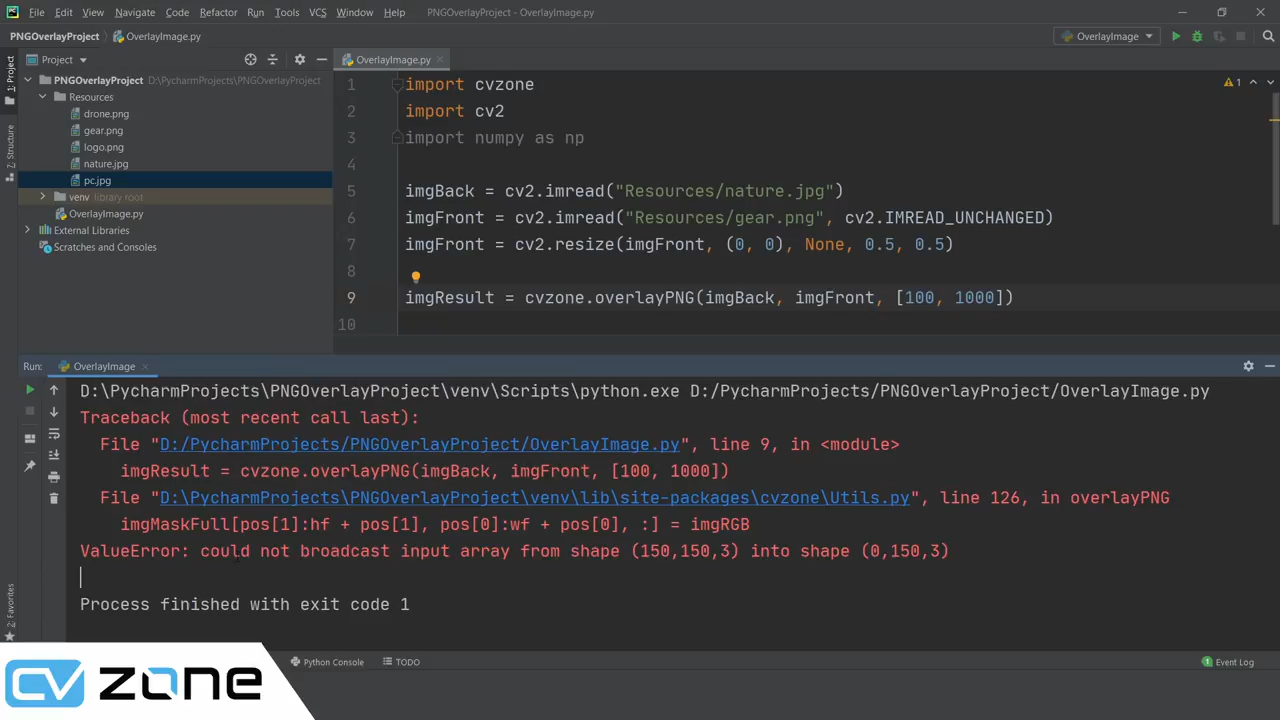 File Edit View Navigate Code Refactor Run Tools VCS Window Help PNGOverlayProject - OverlayImage.py
PNGOverlayProject OverlayImage.py OverlayImage
Project OverlayImage.py
1: Project
PNGOverlayProject D:\PycharmProjects\PNGOverlayProject
Resources
drone.png
gear.png
logo.png
nature.jpg
pc.jpg
venv library root
OverlayImage.py
External Libraries
Scratches and Consoles
Z: Structure
1 import cvzone
2 import cv2
3 import numpy as np
4
5 imgBack = cv2.imread("Resources/nature.jpg")
6 imgFront = cv2.imread("Resources/gear.png", cv2.IMREAD_UNCHANGED)
7 imgFront = cv2.resize(imgFront, (0, 0), None, 0.5, 0.5)
8
9 imgResult = cvzone.overlayPNG(imgBack, imgFront, [100, 1000])
10
1
Run: OverlayImage
D:\PycharmProjects\PNGOverlayProject\venv\Scripts\python.exe D:/PycharmProjects/PNGOverlayProject/OverlayImage.py
Traceback (most recent call last):
File "D:/PycharmProjects/PNGOverlayProject/OverlayImage.py", line 9, in <module>
imgResult = cvzone.overlayPNG(imgBack, imgFront, [100, 1000])
File "D:\PycharmProjects\PNGOverlayProject\venv\lib\site-packages\cvzone\Utils.py", line 126, in overlayPNG
imgMaskFull[pos[1]:hf + pos[1], pos[0]:wf + pos[0], :] = imgRGB
ValueError: could not broadcast input array from shape (150,150,3) into shape (0,150,3)
Process finished with exit code 1
2: Favorites
Python Console TODO 1 Event Log
CV ZONE